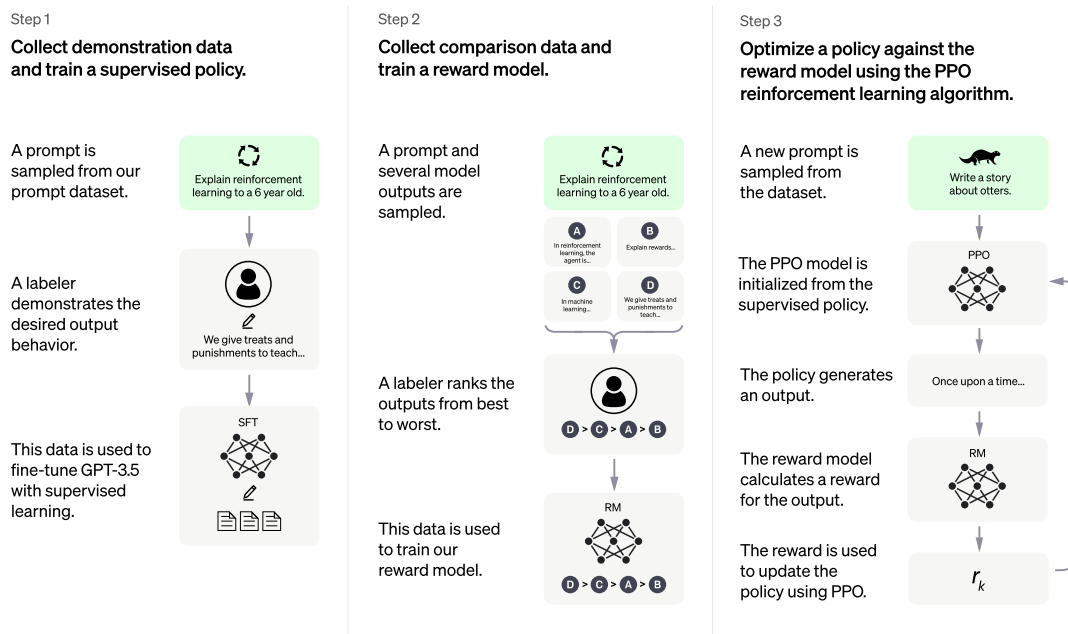 Step 1
Collect demonstration data
and train a supervised policy.
A prompt is
sampled from our
prompt dataset.
Explain reinforcement
learning to a 6 year old.
A labeler
demonstrates the
desired output
behavior.
We give treats and
punishments to teach...
This data is used to
fine-tune GPT-3.5
with supervised
learning.
SFT
Step 2
Collect comparison data and
train a reward model.
A prompt and
several model
outputs are
sampled.
Explain reinforcement
learning to a 6 year old.
A
In reinforcement
learning, the
agent is...
B
Explain rewards...
C
In machine
learning...
D
We give treats and
punishments to
teach...
A labeler ranks the
outputs from best
to worst.
D > C > A > B
This data is used
to train our
reward model.
RM
D > C > A > B
Step 3
Optimize a policy against the
reward model using the PPO
reinforcement learning algorithm.
A new prompt is
sampled from
the dataset.
Write a story
about otters.
The PPO model is
initialized from the
supervised policy.
PPO
The policy generates
an output.
Once upon a time...
The reward model
calculates a reward
for the output.
RM
The reward is used
to update the
policy using PPO.
r_k